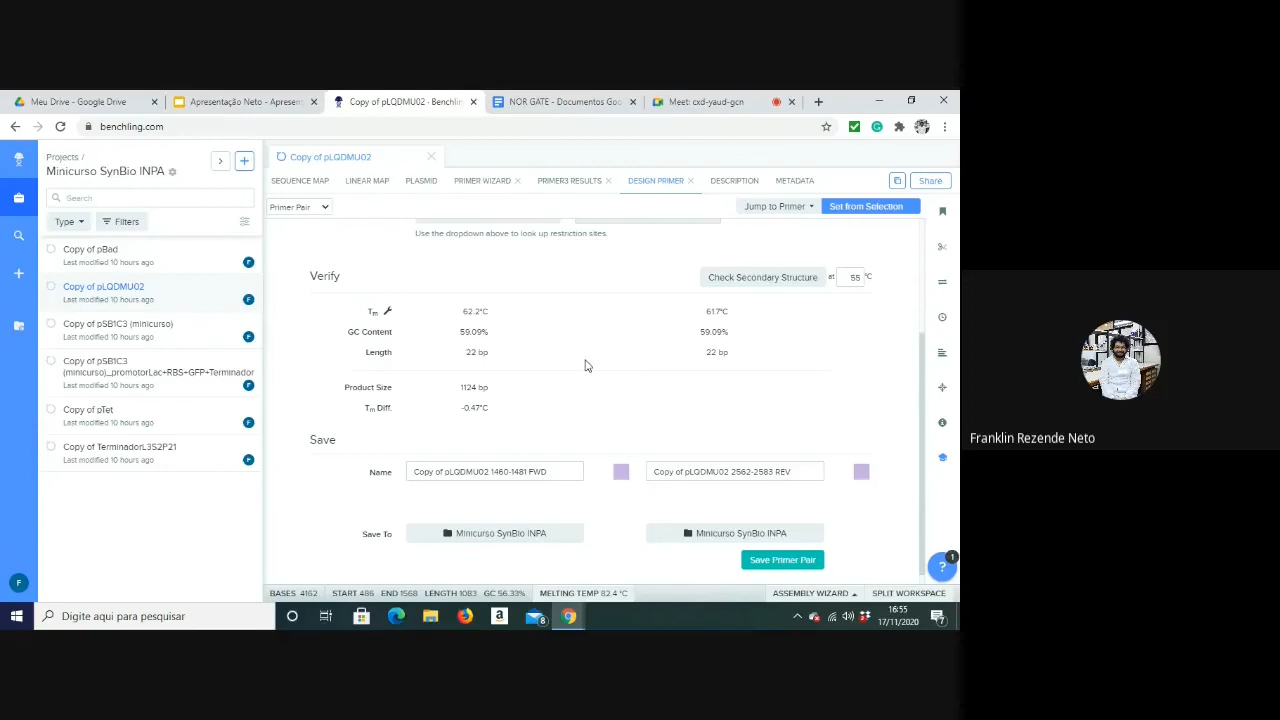 Meu Drive - Google Drive
Apresentação Neto - Apresen
Copy of pLQDMU02 · Benchlin
NOR GATE - Documentos Goo
Meet: cxd-yaud-gcn
benchling.com
Projects /
Minicurso SynBio INPA
Search
Type
Filters
Copy of pBad
Last modified 10 hours ago
F
Copy of pLQDMU02
Last modified 10 hours ago
F
Copy of pSB1C3 (minicurso)
Last modified 10 hours ago
F
Copy of pSB1C3
(minicurso)_promotorLac+RBS+GFP+Terminador
Last modified 10 hours ago
F
Copy of pTet
Last modified 10 hours ago
F
Copy of TerminadorL3S2P21
Last modified 10 hours ago
F
F
Copy of pLQDMU02
SEQUENCE MAP
LINEAR MAP
PLASMID
PRIMER WIZARD
PRIMER3 RESULTS
DESIGN PRIMER
DESCRIPTION
METADATA
Share
Primer Pair
Jump to Primer
Set from Selection
Use the dropdown above to look up restriction sites.
Verify
Check Secondary Structure at 55 °C
Tm 62.2°C 61.7°C
GC Content 59.09% 59.09%
Length 22 bp 22 bp
Product Size 1124 bp
Tm Diff. -0.47°C
Save
Name Copy of pLQDMU02 1460-1481 FWD Copy of pLQDMU02 2562-2583 REV
Save To Minicurso SynBio INPA Minicurso SynBio INPA
Save Primer Pair
? 1
BASES 4162 START 486 END 1568 LENGTH 1083 GC 56.33% MELTING TEMP 82.4 °C ASSEMBLY WIZARD SPLIT WORKSPACE
Digite aqui para pesquisar
a
8
16:55
17/11/2020
7
Franklin Rezende Neto